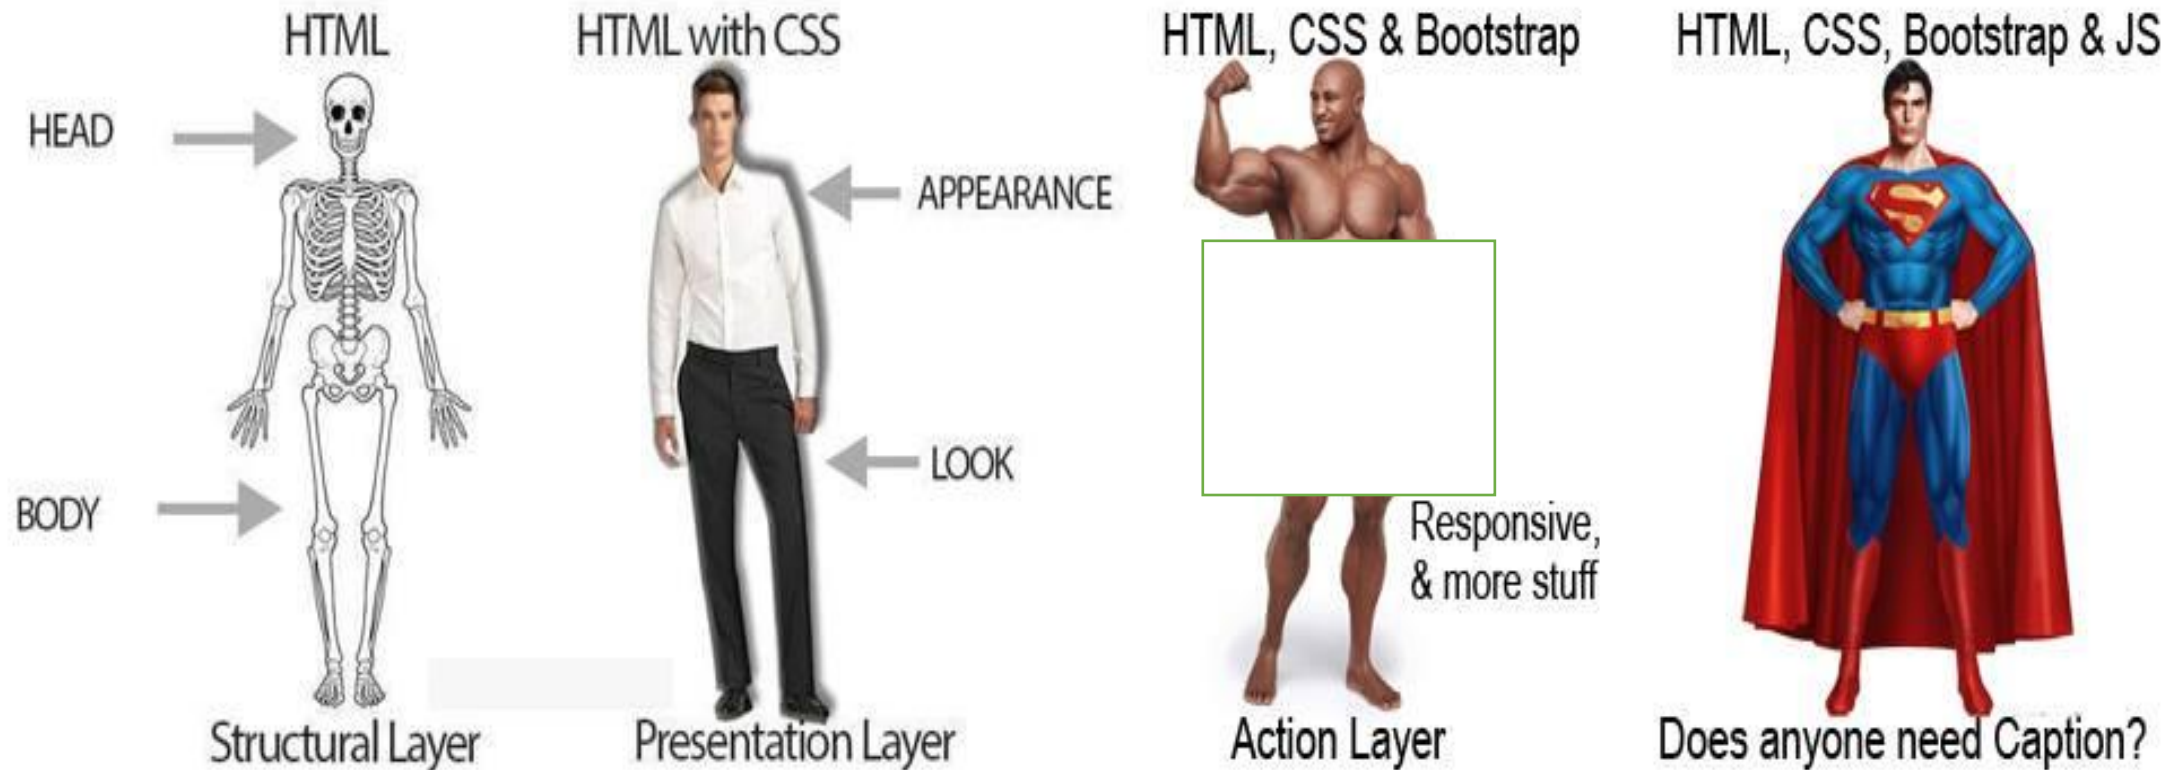 HTML
HEAD
BODY
Structural Layer
HTML with CSS
APPEARANCE
LOOK
Presentation Layer
HTML, CSS & Bootstrap
Responsive,
& more stuff
Action Layer
HTML, CSS, Bootstrap & JS
S
Does anyone need Caption?